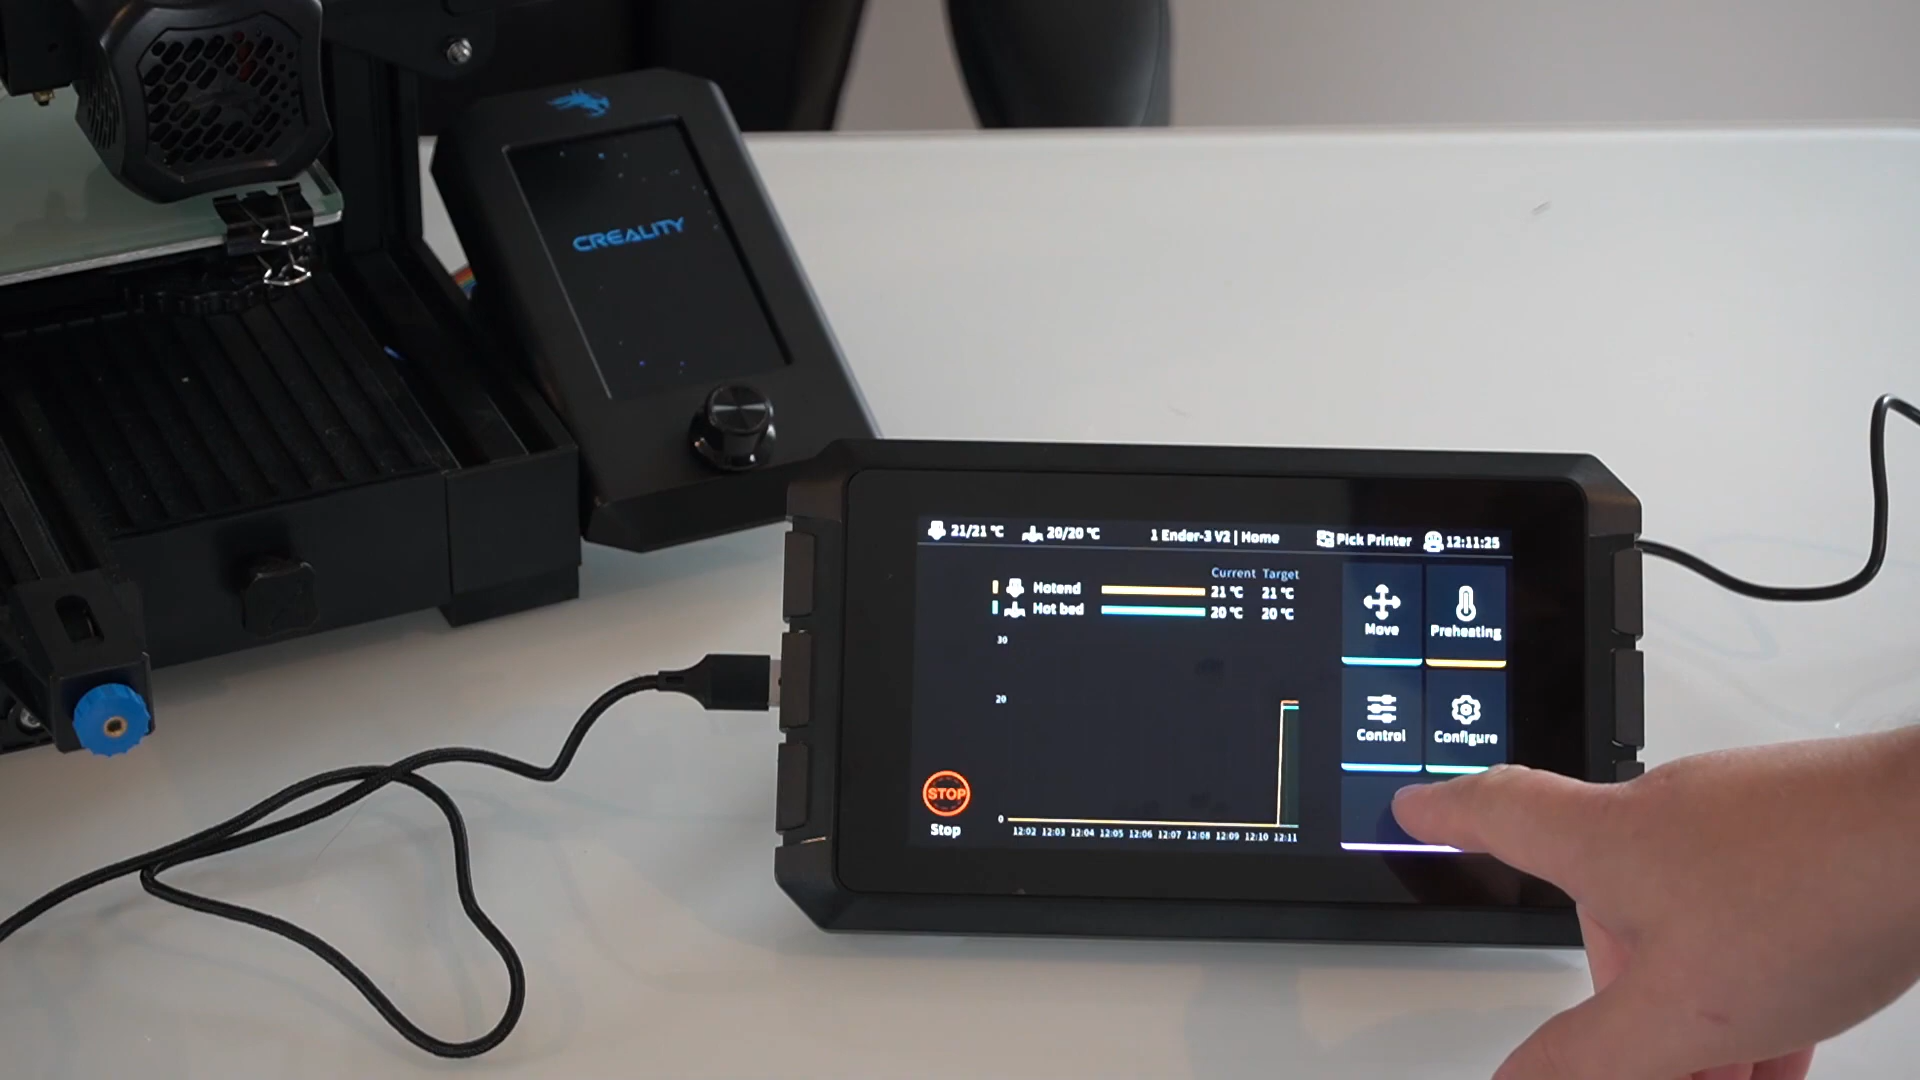 CREALITY
21/21 °C 20/20 °C 1 Ender-3 V2 | Home Pick Printer 12:11:25
Current Target
Hotend 21 °C 21 °C
Hot bed 20 °C 20 °C
30
20
0
12:02 12:03 12:04 12:05 12:06 12:07 12:08 12:09 12:10 12:11
STOP
Stop
Move Preheating
Control Configure